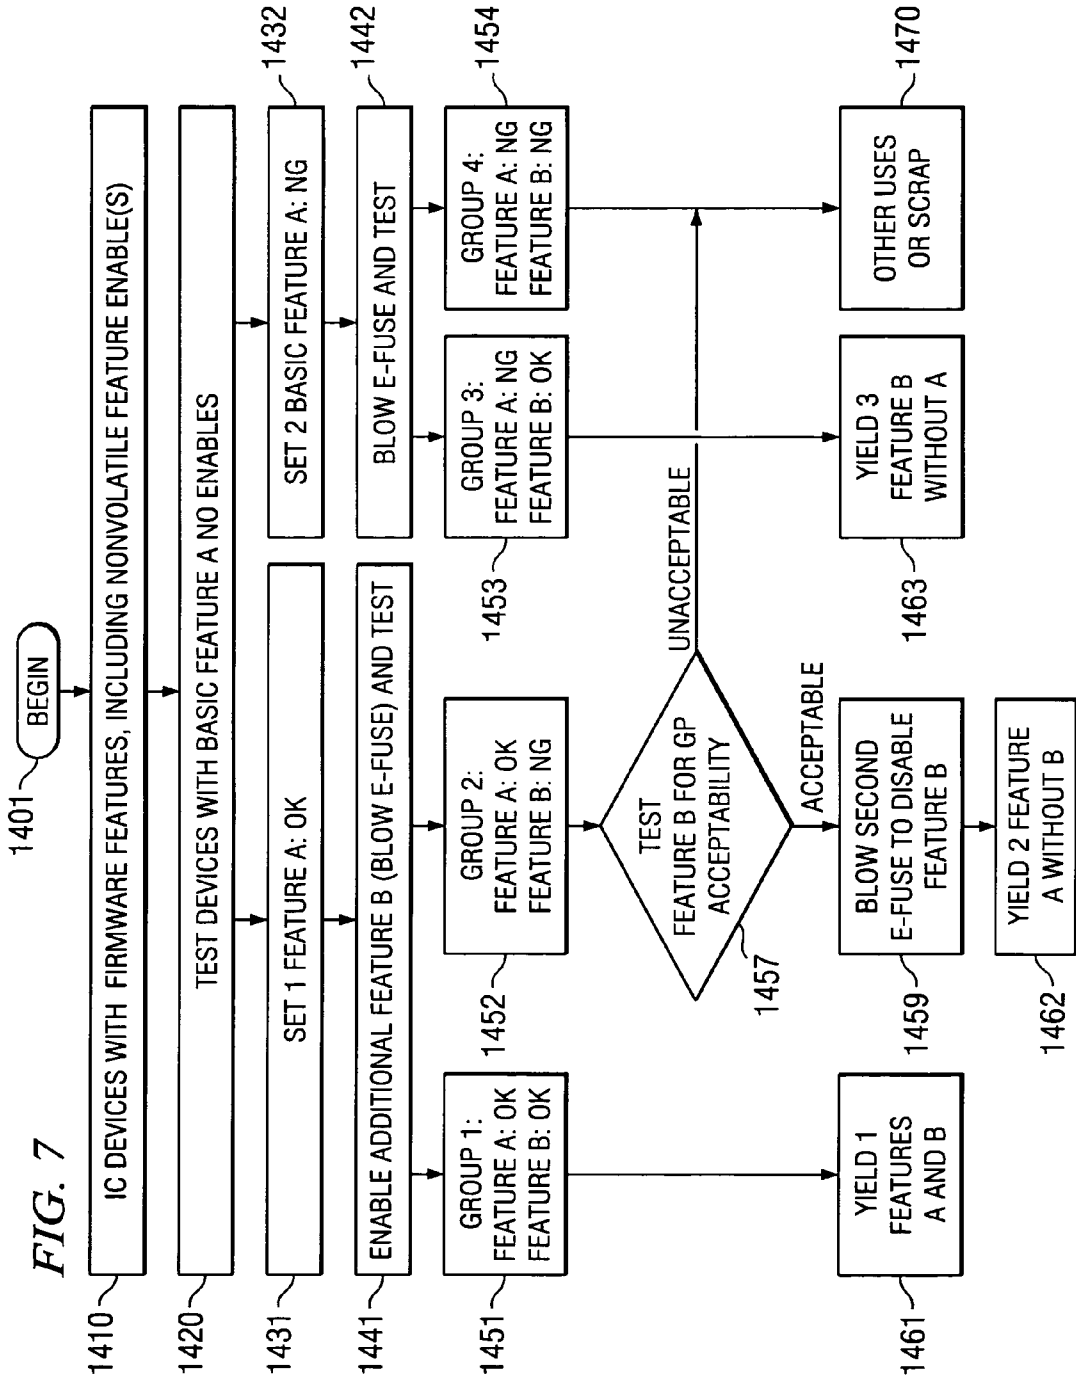 FIG. 7
1401
BEGIN
1410
IC DEVICES WITH FIRMWARE FEATURES, INCLUDING NONVOLATILE FEATURE ENABLE(S)
1420
TEST DEVICES WITH BASIC FEATURE A NO ENABLES
1431
SET 1 FEATURE A: OK
SET 2 BASIC FEATURE A: NG
1432
1441
ENABLE ADDITIONAL FEATURE B (BLOW E-FUSE) AND TEST
BLOW E-FUSE AND TEST
1442
1451
GROUP 1:
FEATURE A: OK
FEATURE B: OK
1452
GROUP 2:
FEATURE A: OK
FEATURE B: NG
1453
GROUP 3:
FEATURE A: NG
FEATURE B: OK
GROUP 4:
FEATURE A: NG
FEATURE B: NG
1454
TEST
FEATURE B FOR GP
ACCEPTABILITY
1457
UNACCEPTABLE
ACCEPTABLE
1461
YIELD 1
FEATURES
A AND B
1459
BLOW SECOND
E-FUSE TO DISABLE
FEATURE B
1463
YIELD 3
FEATURE B
WITHOUT A
OTHER USES
OR SCRAP
1470
1462
YIELD 2 FEATURE
A WITHOUT B